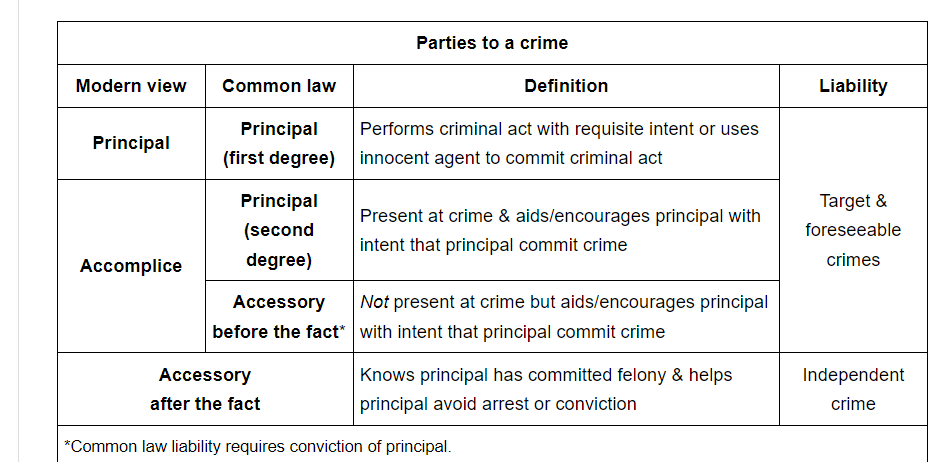 Parties to a crime
Modern view
Common law
Definition
Liability
Principal
Principal
(first degree)
Performs criminal act with requisite intent or uses
innocent agent to commit criminal act
Target &
foreseeable
crimes
Accomplice
Principal
(second
degree)
Present at crime & aids/encourages principal with
intent that principal commit crime
Accessory
before the fact*
Not present at crime but aids/encourages principal
with intent that principal commit crime
Accessory
after the fact
Knows principal has committed felony & helps
principal avoid arrest or conviction
Independent
crime
*Common law liability requires conviction of principal.